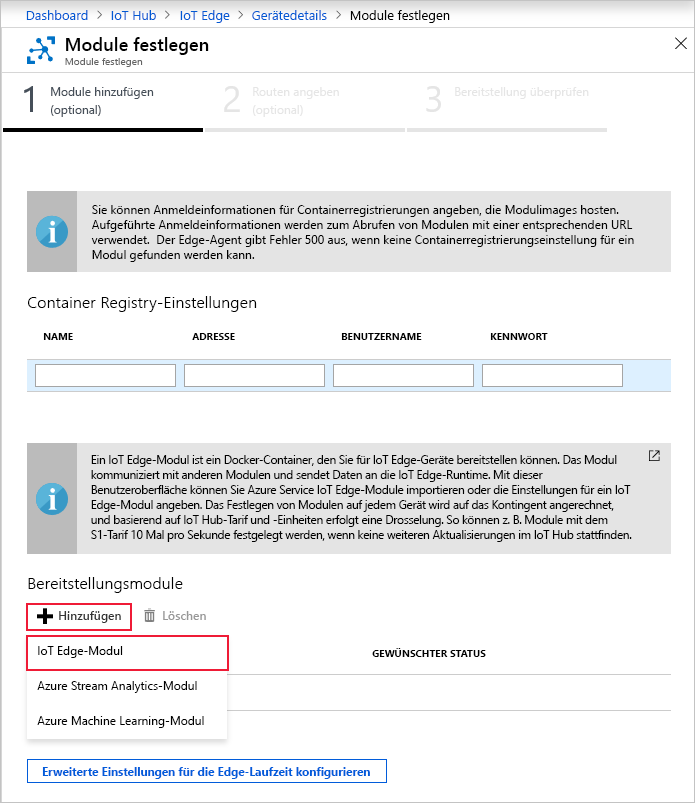 Dashboard > IoT Hub > IoT Edge > Gerätedetails > Module festlegen
Module festlegen
Module festlegen
1 Module hinzufügen
(optional)
2 Routen angeben
(optional)
3 Bereitstellung überprüfen
Sie können Anmeldeinformationen für Containerregistrierungen angeben, die Modulimages hosten.
Aufgeführte Anmeldeinformationen werden zum Abrufen von Modulen mit einer entsprechenden URL
verwendet. Der Edge-Agent gibt Fehler 500 aus, wenn keine Containerregistrierungseinstellung für ein
Modul gefunden werden kann.
Container Registry-Einstellungen
NAME ADRESSE BENUTZERNAME KENNWORT
Ein IoT Edge-Modul ist ein Docker-Container, den Sie für IoT Edge-Geräte bereitstellen können. Das Modul
kommuniziert mit anderen Modulen und sendet Daten an die IoT Edge-Runtime. Mit dieser
Benutzeroberfläche können Sie Azure Service IoT Edge-Module importieren oder die Einstellungen für ein IoT
Edge-Modul angeben. Das Festlegen von Modulen auf jedem Gerät wird auf das Kontingent angerechnet,
und basierend auf IoT Hub-Tarif und -Einheiten erfolgt eine Drosselung. So können z. B. Module mit dem
S1-Tarif 10 Mal pro Sekunde festgelegt werden, wenn keine weiteren Aktualisierungen im IoT Hub stattfinden.
Bereitstellungsmodule
Hinzufügen Löschen
IoT Edge-Modul
GEWÜNSCHTER STATUS
Azure Stream Analytics-Modul
Azure Machine Learning-Modul
Erweiterte Einstellungen für die Edge-Laufzeit konfigurieren